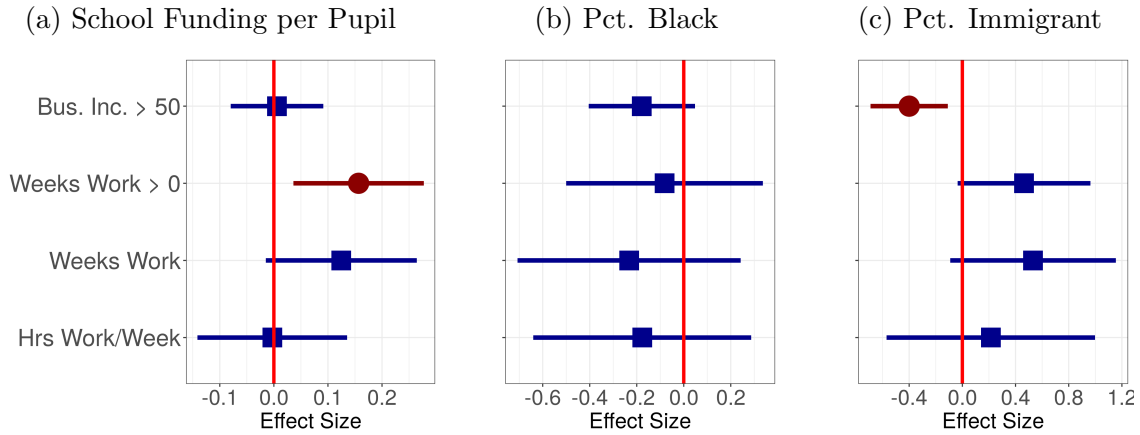 (a) School Funding per Pupil
(b) Pct. Black
(c) Pct. Immigrant
Bus. Inc. > 50
Weeks Work > 0
Weeks Work
Hrs Work/Week
-0.1 0.0 0.1 0.2
Effect Size
-0.6 -0.4 -0.2 0.0 0.2
Effect Size
-0.4 0.0 0.4 0.8 1.2
Effect Size